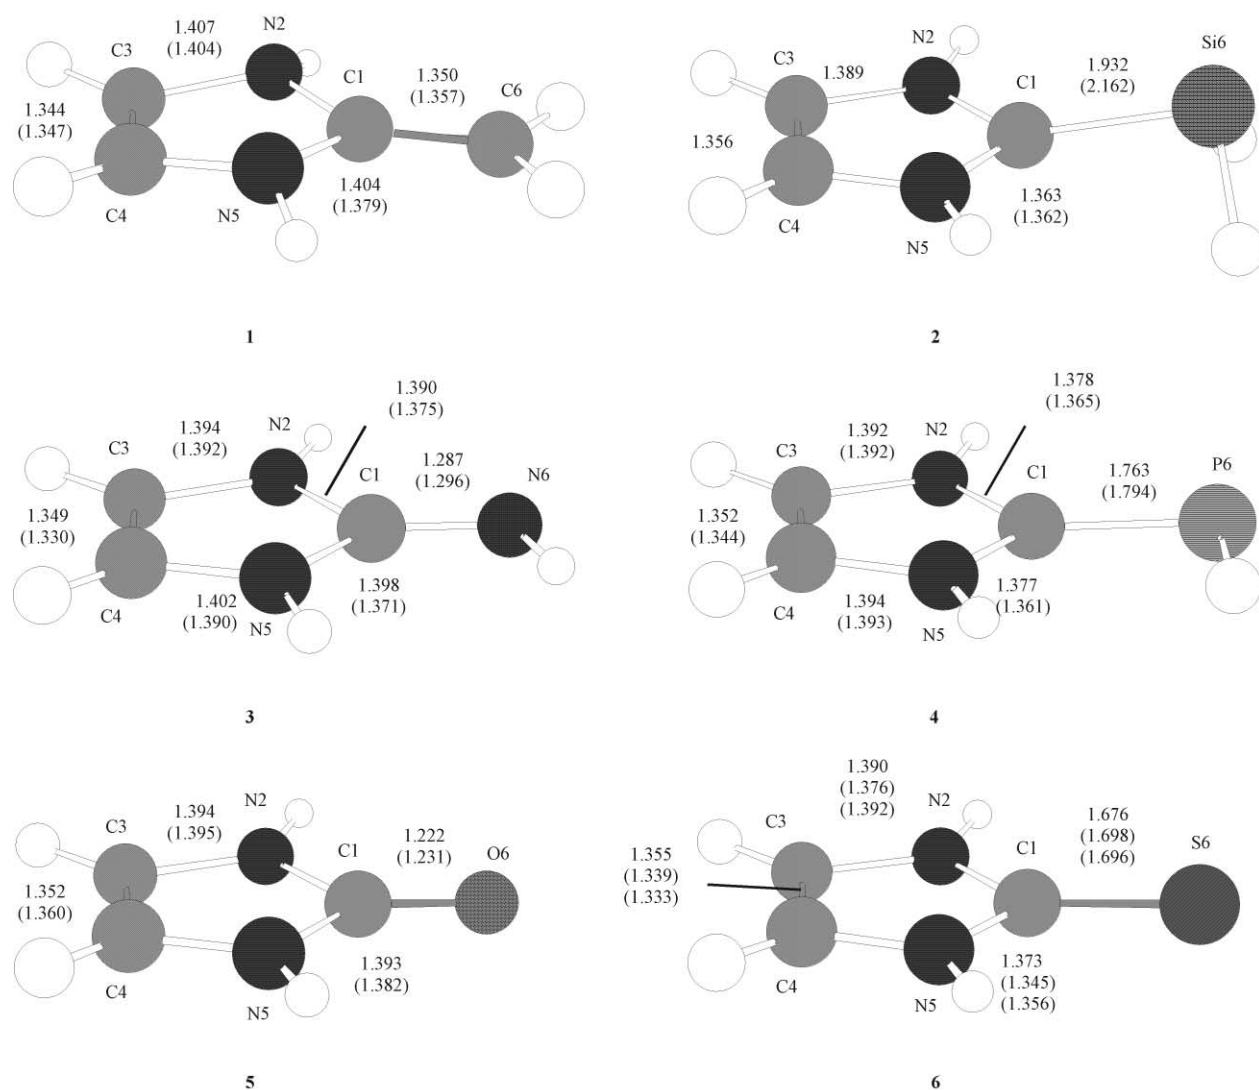 1.407
(1.404)
N2
C3
C1
1.350
(1.357)
C6
1.344
(1.347)
C4
N5
1.404
(1.379)
1
N2
C3
1.389
C1
1.932
(2.162)
Si6
1.356
C4
N5
1.363
(1.362)
2
1.390
(1.375)
1.394
(1.392)
N2
C3
C1
1.287
(1.296)
N6
1.349
(1.330)
C4
1.402
(1.390)
N5
1.398
(1.371)
3
1.378
(1.365)
1.392
(1.392)
N2
C3
C1
1.763
(1.794)
P6
1.352
(1.344)
C4
1.394
(1.393)
N5
1.377
(1.361)
4
1.394
(1.395)
N2
C3
C1
1.222
(1.231)
O6
1.352
(1.360)
C4
N5
1.393
(1.382)
5
1.390
(1.376)
(1.392)
N2
C3
C1
1.676
(1.698)
(1.696)
S6
1.355
(1.339)
(1.333)
C4
N5
1.373
(1.345)
(1.356)
6